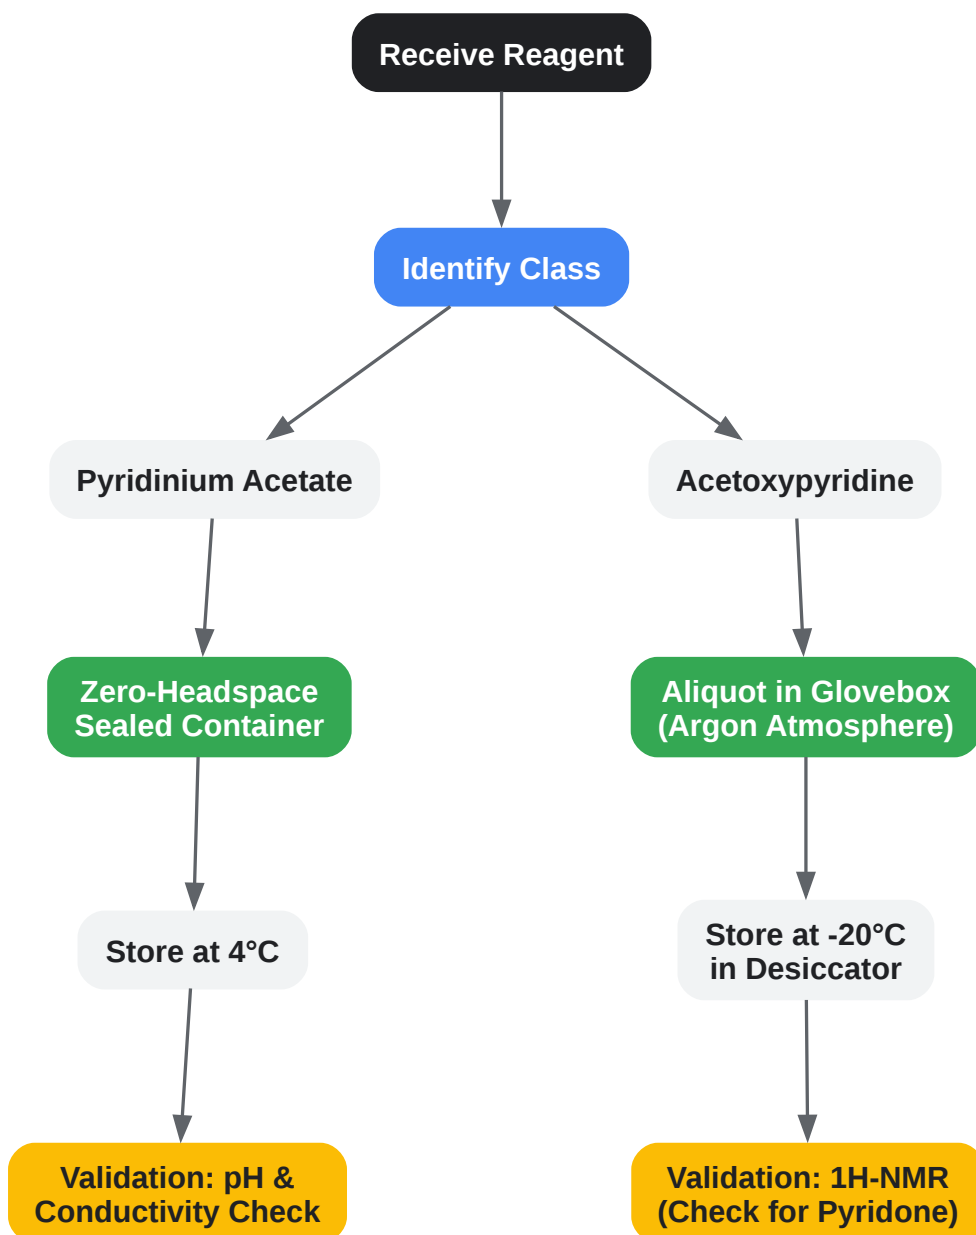 Receive Reagent
Identify Class
Pyridinium Acetate
Acetoxypyridine
Zero-Headspace
Sealed Container
Aliquot in Glovebox
(Argon Atmosphere)
Store at 4°C
Store at -20°C
in Desiccator
Validation: pH &
Conductivity Check
Validation: 1H-NMR
(Check for Pyridone)